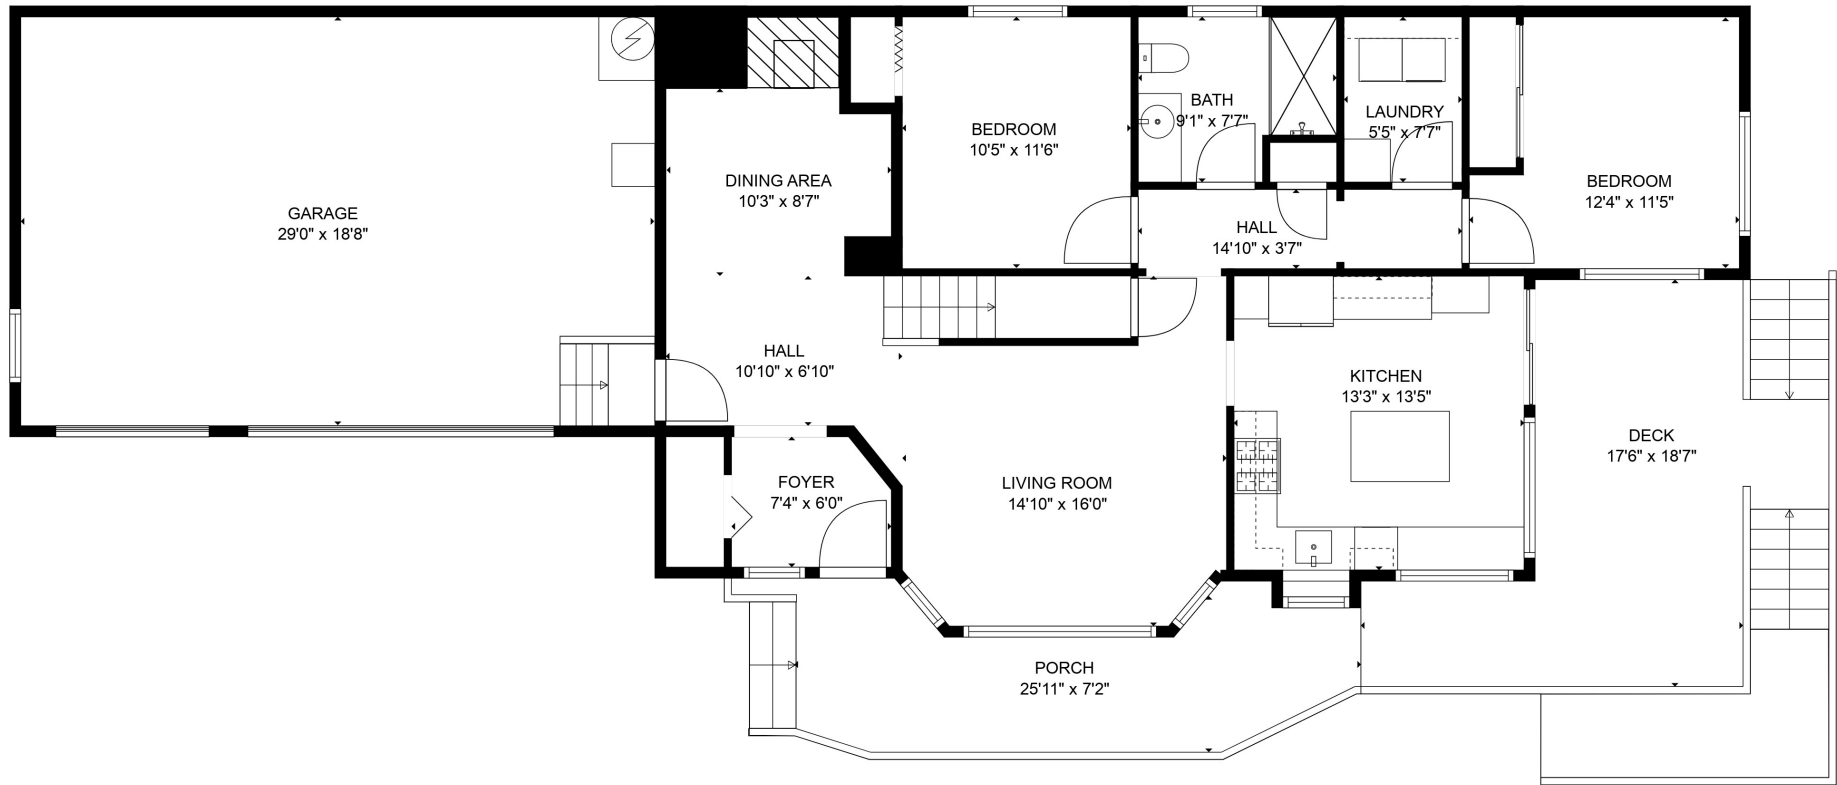 GARAGE
29'0" x 18'8"
DINING AREA
10'3" x 8'7"
BEDROOM
10'5" x 11'6"
BATH
9'1" x 7'7"
LAUNDRY
5'5" x 7'7"
BEDROOM
12'4" x 11'5"
HALL
14'10" x 3'7"
HALL
10'10" x 6'10"
KITCHEN
13'3" x 13'5"
DECK
17'6" x 18'7"
FOYER
7'4" x 6'0"
LIVING ROOM
14'10" x 16'0"
PORCH
25'11" x 7'2"